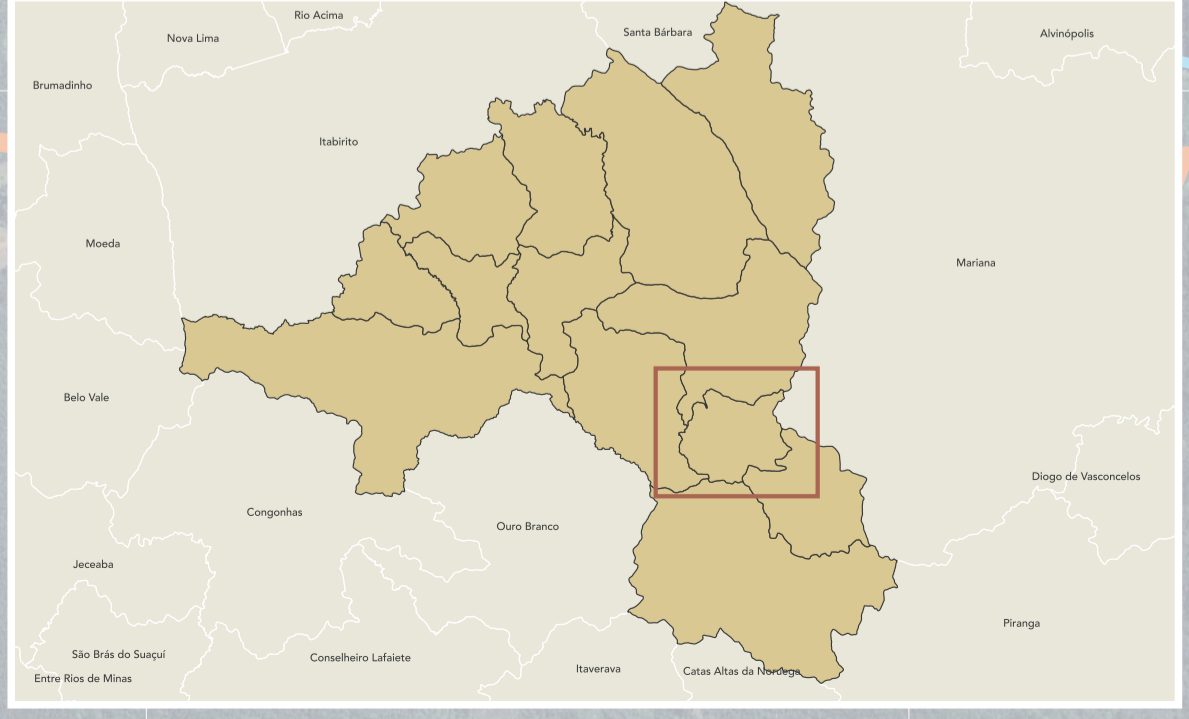 Rio Acima
Santa Bárbara
Alvinópolis
Nova Lima
Brumadinho
Itabirito
Moeda
Mariana
Belo Vale
Diogo de Vasconcelos
Congonhas
Ouro Branco
Jeceaba
Piranga
São Brás do Suaçuí
Conselheiro Lafaiete
Itaverava
Catas Altas da Noruega
Entre Rios de Minas